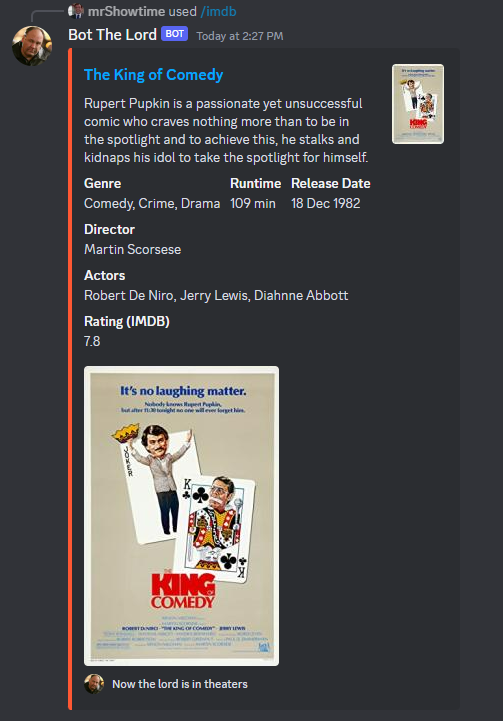 mrShowtime used /imdb
Bot The Lord BOT Today at 2:27 PM
The King of Comedy
Rupert Pupkin is a passionate yet unsuccessful
comic who craves nothing more than to be in
the spotlight and to achieve this, he stalks and
kidnaps his idol to take the spotlight for himself.
Genre Runtime Release Date
Comedy, Crime, Drama 109 min 18 Dec 1982
Director
Martin Scorsese
Actors
Robert De Niro, Jerry Lewis, Diahnne Abbott
Rating (IMDB)
7.8
It's no laughing matter.
Nobody knows Rupert Pupkin,
but after 11:30 tonight no one will ever forget him.
JOKER
K
K
THE
KING
OF
COMEDY
ROBERT DE NIRO "THE KING OF COMEDY" JERRY LEWIS
Now the lord is in theaters